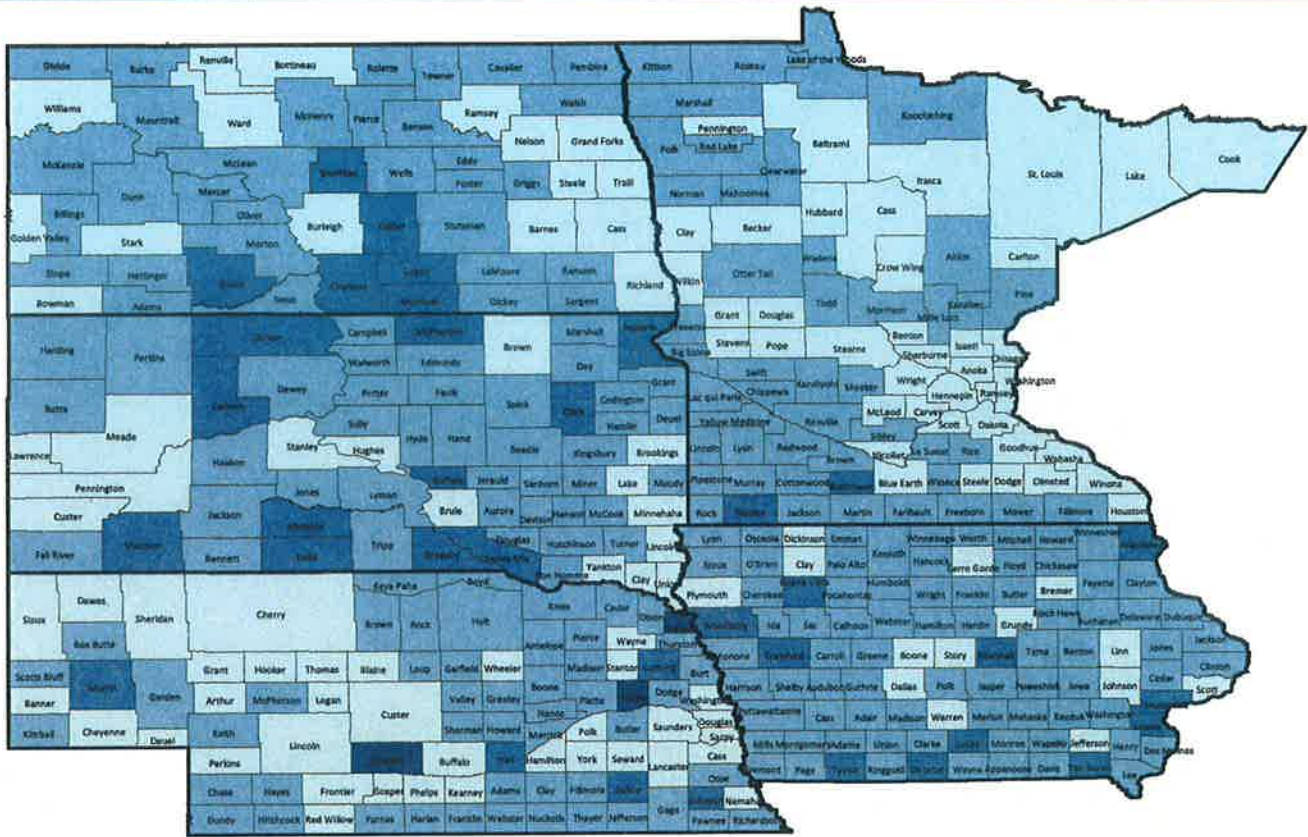 Divide Burke Renville Bottineau Rolette Towner Cavalier Pembina Kittson Roseau Lake of the Woods
Williams Mountrail Ward McHenry Pierce Benson Ramsey Walsh Marshall Koochiching
Nelson Grand Forks Pennington Beltrami St. Louis Lake Cook
McKenzie McLean Sheridan Wells Eddy Polk Red Lake Clearwater Itasca
Dunn Mercer Foster Griggs Steele Traill Norman Mahnomen Hubbard Cass
Billings Oliver Burleigh Kidder Stutsman Barnes Cass Clay Becker
Golden Valley Stark Morton Wadena Crow Wing Aitkin Carlton
Slope Hettinger Grant Emmons Logan LaMoure Ransom Richland Wilkin Otter Tail Pine
Bowman Adams Sioux McIntosh Dickey Sargent Grant Douglas Todd Morrison Mille Lacs Kanabec
Harding Perkins Corson Campbell McPherson Brown Marshall Roberts Traverse Stevens Pope Stearns Benton Isanti Chisago
Walworth Edmunds Day Big Stone Sherburne Anoka Washington
Butte Dewey Potter Faulk Spink Clark Codington Grant Swift Kandiyohi Meeker Wright Hennepin Ramsey
Ziebach Sully Hyde Hand Hamlin Deuel Lac qui Parle Chippewa McLeod Carver Scott Dakota
Lawrence Meade Haakon Stanley Hughes Beadle Kingsbury Brookings Yellow Medicine Renville Sibley Goodhue
Lincoln Lyon Redwood Brown Nicollet Le Sueur Rice Wabasha
Pennington Jones Lyman Buffalo Jerauld Sanborn Miner Lake Moody Pipestone Murray Cottonwood Blue Earth Waseca Steele Dodge Olmsted Winona
Custer Jackson Brule Aurora Davison Hanson McCook Minnehaha Rock Nobles Jackson Martin Faribault Freeborn Mower Fillmore Houston
Fall River Shannon Bennett Mellette Todd Tripp Gregory Douglas Hutchinson Turner Lincoln Lyon Osceola Dickinson Emmet Winnebago Worth Mitchell Howard Winneshiek
Charles Mix Bon Homme Yankton Clay Union Sioux O'Brien Clay Palo Alto Kossuth Hancock Cerro Gordo Floyd Chickasaw
Sioux Dawes Sheridan Cherry Keya Paha Boyd Plymouth Cherokee Buena Vista Pocahontas Humboldt Wright Franklin Butler Bremer Fayette Clayton
Box Butte Brown Rock Holt Knox Cedar Dixon Woodbury Ida Sac Calhoun Webster Hamilton Hardin Grundy Black Hawk Buchanan Delaware Dubuque
Scotts Bluff Morrill Garden Grant Hooker Thomas Blaine Loup Garfield Wheeler Antelope Pierce Wayne Thurston Monona Crawford Carroll Greene Boone Story Marshall Tama Benton Linn Jones Jackson
Banner Arthur McPherson Logan Valley Greeley Boone Madison Stanton Burt Harrison Shelby Audubon Guthrie Dallas Polk Jasper Poweshiek Iowa Johnson Cedar Clinton Scott
Kimball Cheyenne Deuel Keith Custer Sherman Howard Nance Platte Dodge Washington Pottawattamie Cass Adair Madison Warren Marion Mahaska Keokuk Washington
Perkins Lincoln Buffalo Hall Merrick Polk Butler Saunders Douglas Sarpy Mills Montgomery Adams Union Clarke Lucas Monroe Wapello Jefferson Henry Des Moines
Hamilton York Seward Lancaster Cass Page Taylor Ringgold Decatur Wayne Appanoose Davis Van Buren Lee
Chase Hayes Frontier Gosper Phelps Kearney Adams Clay Fillmore Otoe
Dundy Hitchcock Red Willow Furnas Harlan Franklin Webster Nuckolls Thayer Jefferson Gage Pawnee Nemaha Richardson